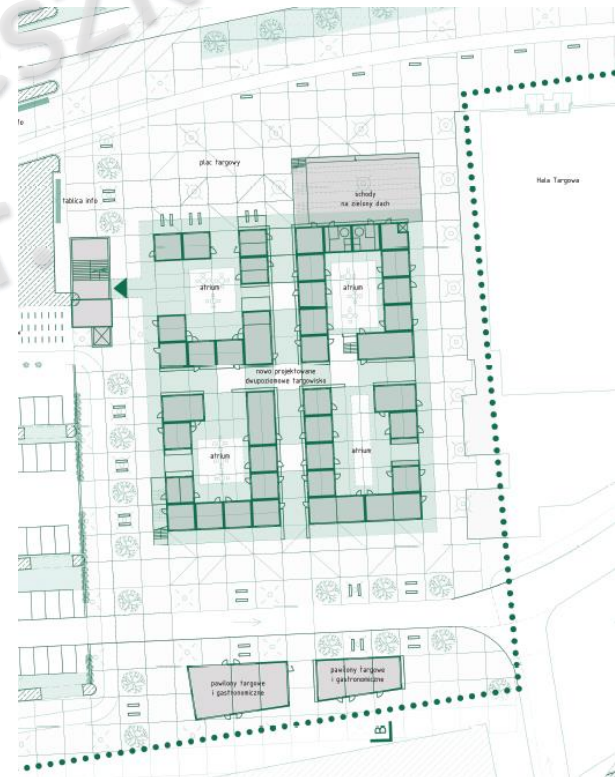 plac targowy
Hala Targowa
schody
na zielony dach
tablica info
atrium
atrium
nowo projektowane
dwupoziomowe targowisko
atrium
atrium
pawilony targowe
i gastronomiczne
pawilony targowe
i gastronomiczne
B